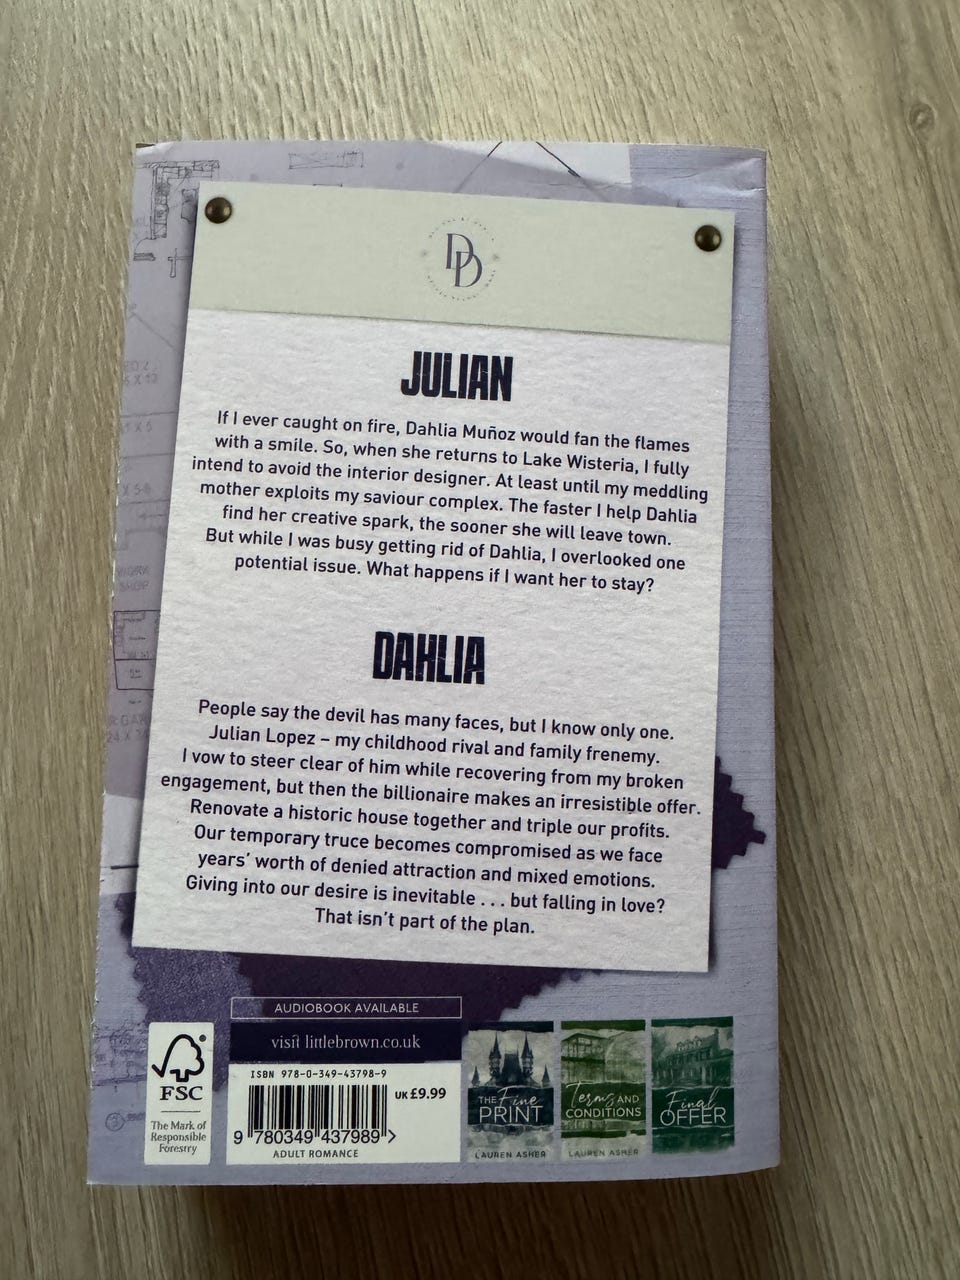 DD
JULIAN
If I ever caught on fire, Dahlia Muñoz would fan the flames
with a smile. So, when she returns to Lake Wisteria, I fully
intend to avoid the interior designer. At least until my meddling
mother exploits my saviour complex. The faster I help Dahlia
find her creative spark, the sooner she will leave town.
But while I was busy getting rid of Dahlia, I overlooked one
potential issue. What happens if I want her to stay?
DAHLIA
People say the devil has many faces, but I know only one.
Julian Lopez – my childhood rival and family frenemy.
I vow to steer clear of him while recovering from my broken
engagement, but then the billionaire makes an irresistible offer.
Renovate a historic house together and triple our profits.
Our temporary truce becomes compromised as we face
years' worth of denied attraction and mixed emotions.
Giving into our desire is inevitable . . . but falling in love?
That isn't part of the plan.
WORK
SHOP
AUDIOBOOK AVAILABLE
visit littlebrown.co.uk
FSC
The Mark of
Responsible
Forestry
ISBN 978-0-349-43798-9
UK £9.99
9 780349 437989 >
ADULT ROMANCE
THE Fine
PRINT
LAUREN ASHER
Terms AND
CONDITIONS
LAUREN ASHER
Final
OFFER
LAUREN ASHER